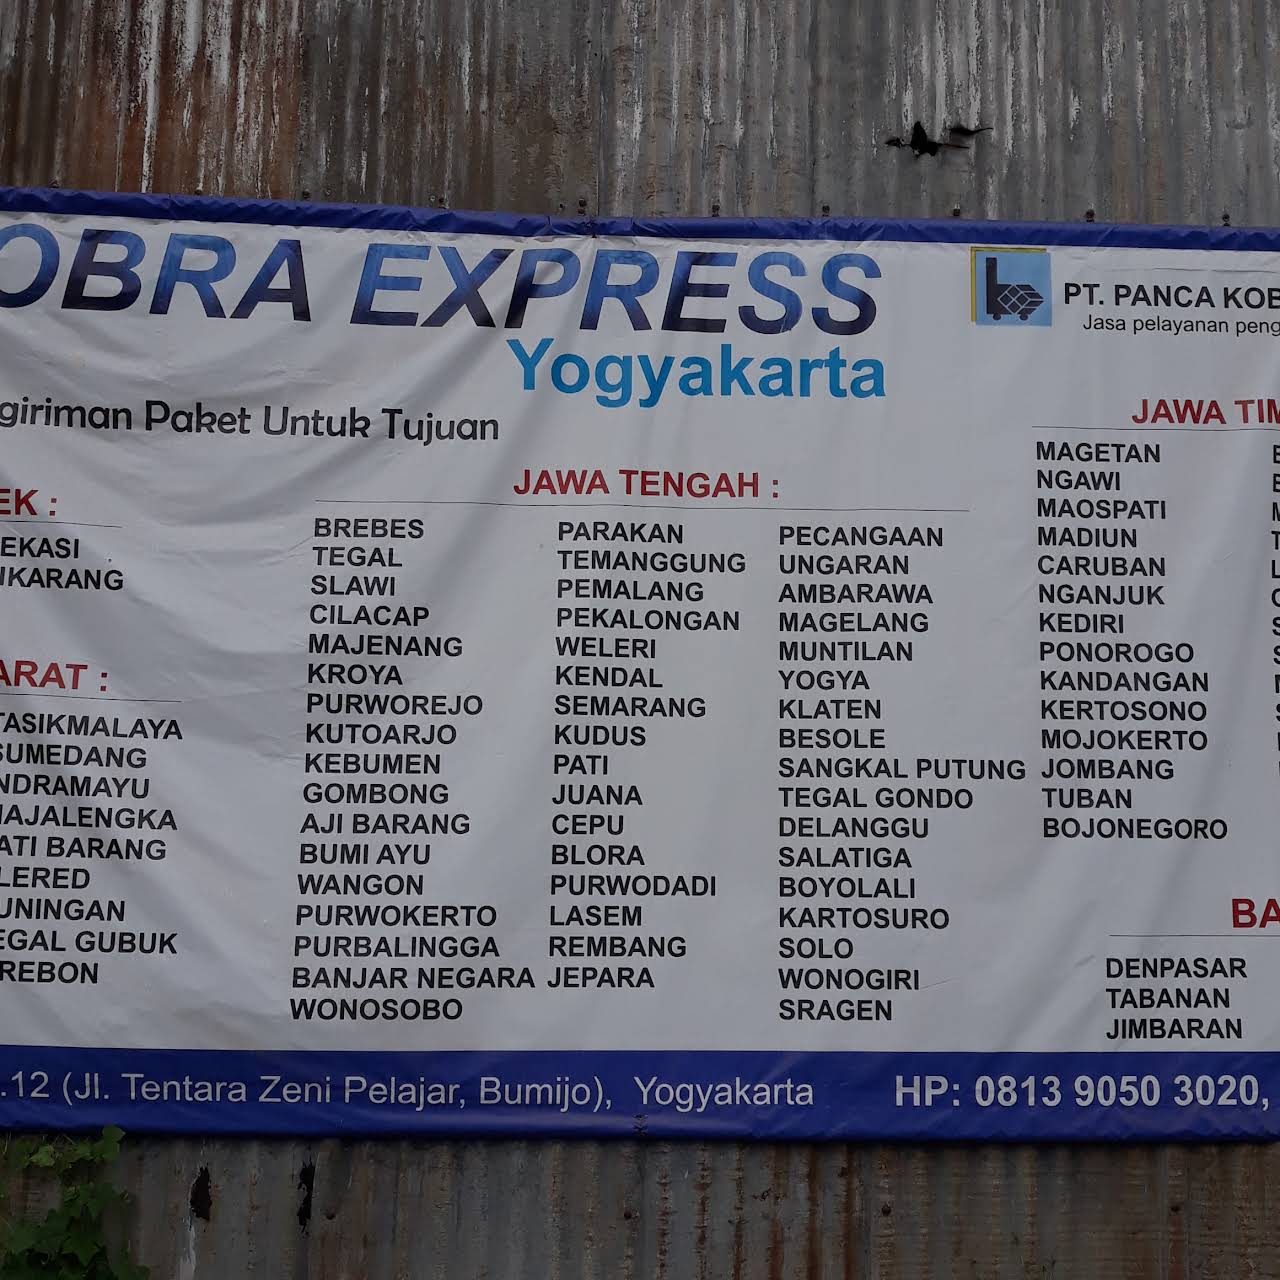 OBRA EXPRESS
Yogyakarta
PT. PANCA KOB
Jasa pelayanan peng
giriman Paket Untuk Tujuan
EK :
EKASI
IKARANG
ARAT :
TASIKMALAYA
SUMEDANG
NDRAMAYU
MAJALENGKA
ATI BARANG
LERED
UNINGAN
EGAL GUBUK
REBON
JAWA TENGAH :
BREBES
TEGAL
SLAWI
CILACAP
MAJENANG
KROYA
PURWOREJO
KUTOARJO
KEBUMEN
GOMBONG
AJI BARANG
BUMI AYU
WANGON
PURWOKERTO
PURBALINGGA
BANJAR NEGARA
WONOSOBO
PARAKAN
TEMANGGUNG
PEMALANG
PEKALONGAN
WELERI
KENDAL
SEMARANG
KUDUS
PATI
JUANA
CEPU
BLORA
PURWODADI
LASEM
REMBANG
JEPARA
PECANGAAN
UNGARAN
AMBARAWA
MAGELANG
MUNTILAN
YOGYA
KLATEN
BESOLE
SANGKAL PUTUNG
TEGAL GONDO
DELANGGU
SALATIGA
BOYOLALI
KARTOSURO
SOLO
WONOGIRI
SRAGEN
JAWA TIM
MAGETAN
NGAWI
MAOSPATI
MADIUN
CARUBAN
NGANJUK
KEDIRI
PONOROGO
KANDANGAN
KERTOSONO
MOJOKERTO
JOMBANG
TUBAN
BOJONEGORO
BA
DENPASAR
TABANAN
JIMBARAN
.12 (Jl. Tentara Zeni Pelajar, Bumijo), Yogyakarta
HP: 0813 9050 3020,